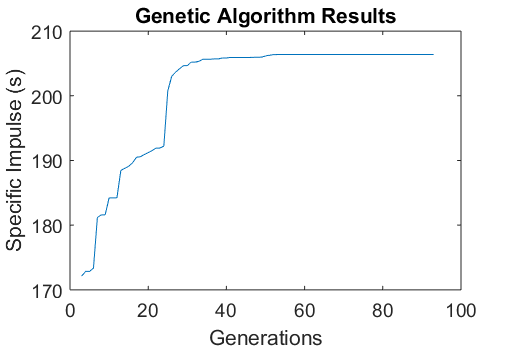 Genetic Algorithm Results
Specific Impulse (s)
210
200
190
180
170
0 20 40 60 80 100
Generations